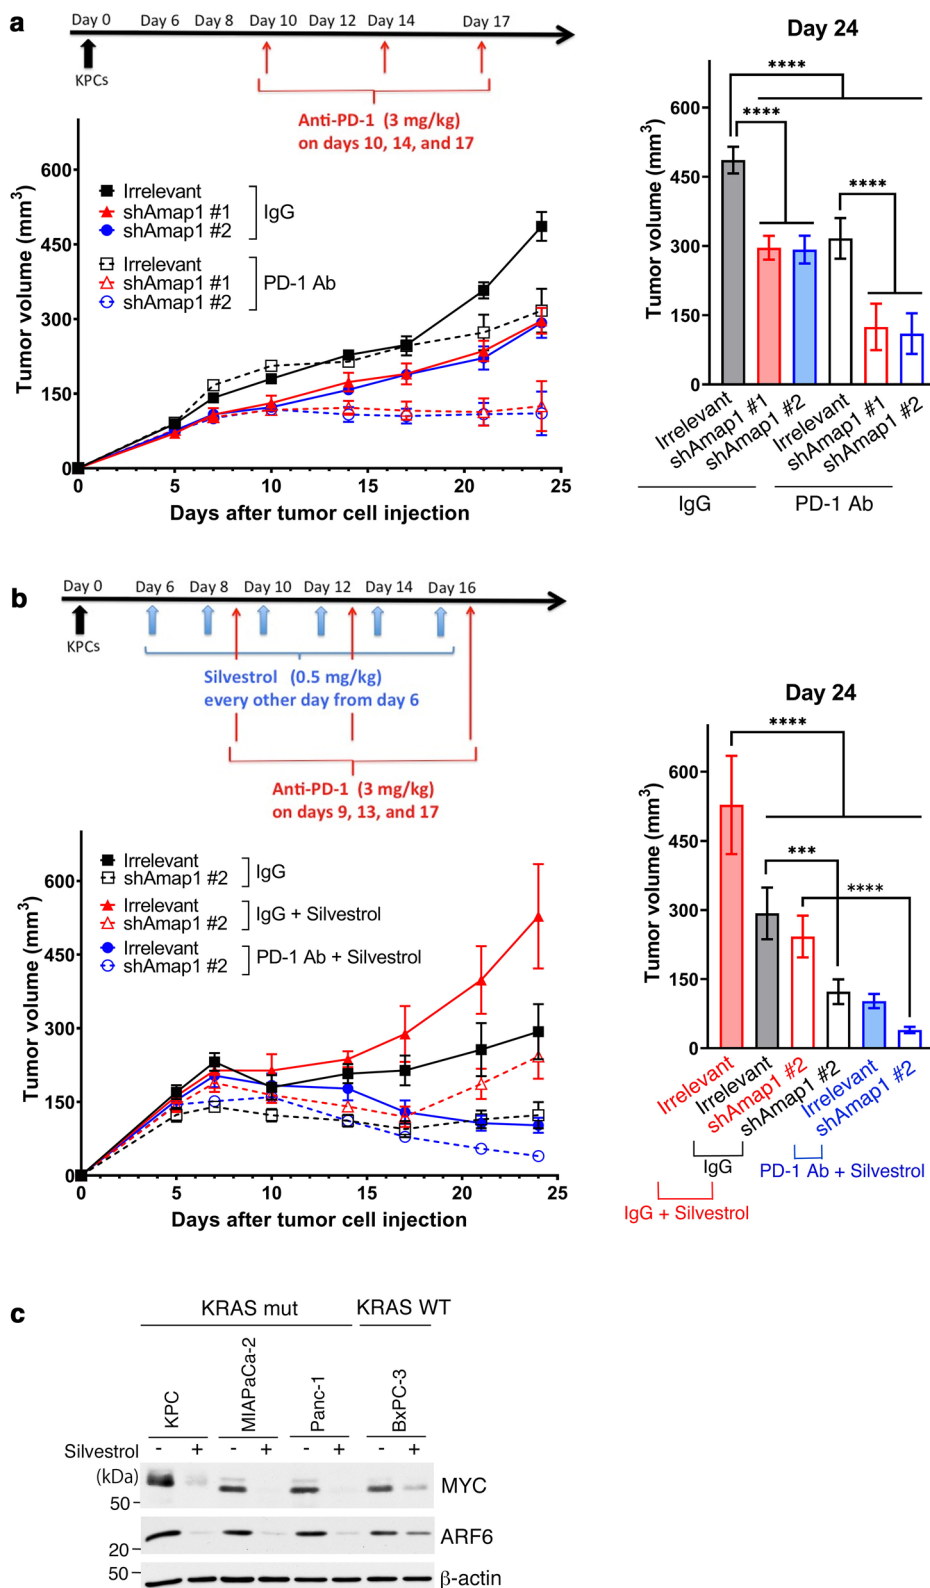 a
Day 0 Day 6 Day 8 Day 10 Day 12 Day 14 Day 17
KPCs
Anti-PD-1 (3 mg/kg)
on days 10, 14, and 17
Tumor volume (mm3)
600
450
300
150
0
0 5 10 15 20 25
Days after tumor cell injection
Irrelevant
shAmap1 #1
shAmap1 #2
IgG
Irrelevant
shAmap1 #1
shAmap1 #2
PD-1 Ab
Day 24
Tumor volume (mm3)
600
450
300
150
0
****
****
****
Irrelevant
shAmap1 #1
shAmap1 #2
Irrelevant
shAmap1 #1
shAmap1 #2
IgG PD-1 Ab
b
Day 0 Day 6 Day 8 Day 10 Day 12 Day 14 Day 16
KPCs
Silvestrol (0.5 mg/kg)
every other day from day 6
Anti-PD-1 (3 mg/kg)
on days 9, 13, and 17
Tumor volume (mm3)
600
450
300
150
0
0 5 10 15 20 25
Days after tumor cell injection
Irrelevant
shAmap1 #2
IgG
Irrelevant
shAmap1 #2
IgG + Silvestrol
Irrelevant
shAmap1 #2
PD-1 Ab + Silvestrol
Day 24
Tumor volume (mm3)
600
450
300
150
0
****
***
****
Irrelevant
Irrelevant
shAmap1 #2
shAmap1 #2
Irrelevant
shAmap1 #2
IgG
PD-1 Ab + Silvestrol
IgG + Silvestrol
c
KRAS mut KRAS WT
KPC
MIAPaCa-2
Panc-1
BxPC-3
Silvestrol - + - + - + - +
(kDa)
50
MYC
20
ARF6
50
β-actin